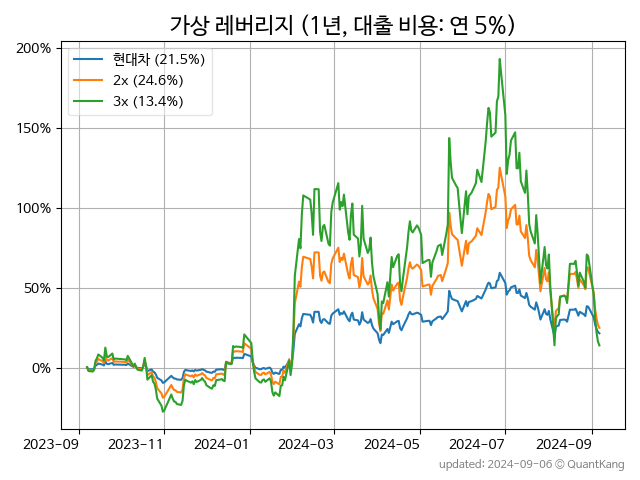 가상 레버리지 (1년, 대출 비용: 연 5%)
200%
150%
100%
50%
0%
현대차 (21.5%)
2x (24.6%)
3x (13.4%)
2023-09 2023-11 2024-01 2024-03 2024-05 2024-07 2024-09
updated: 2024-09-06 © QuantKang